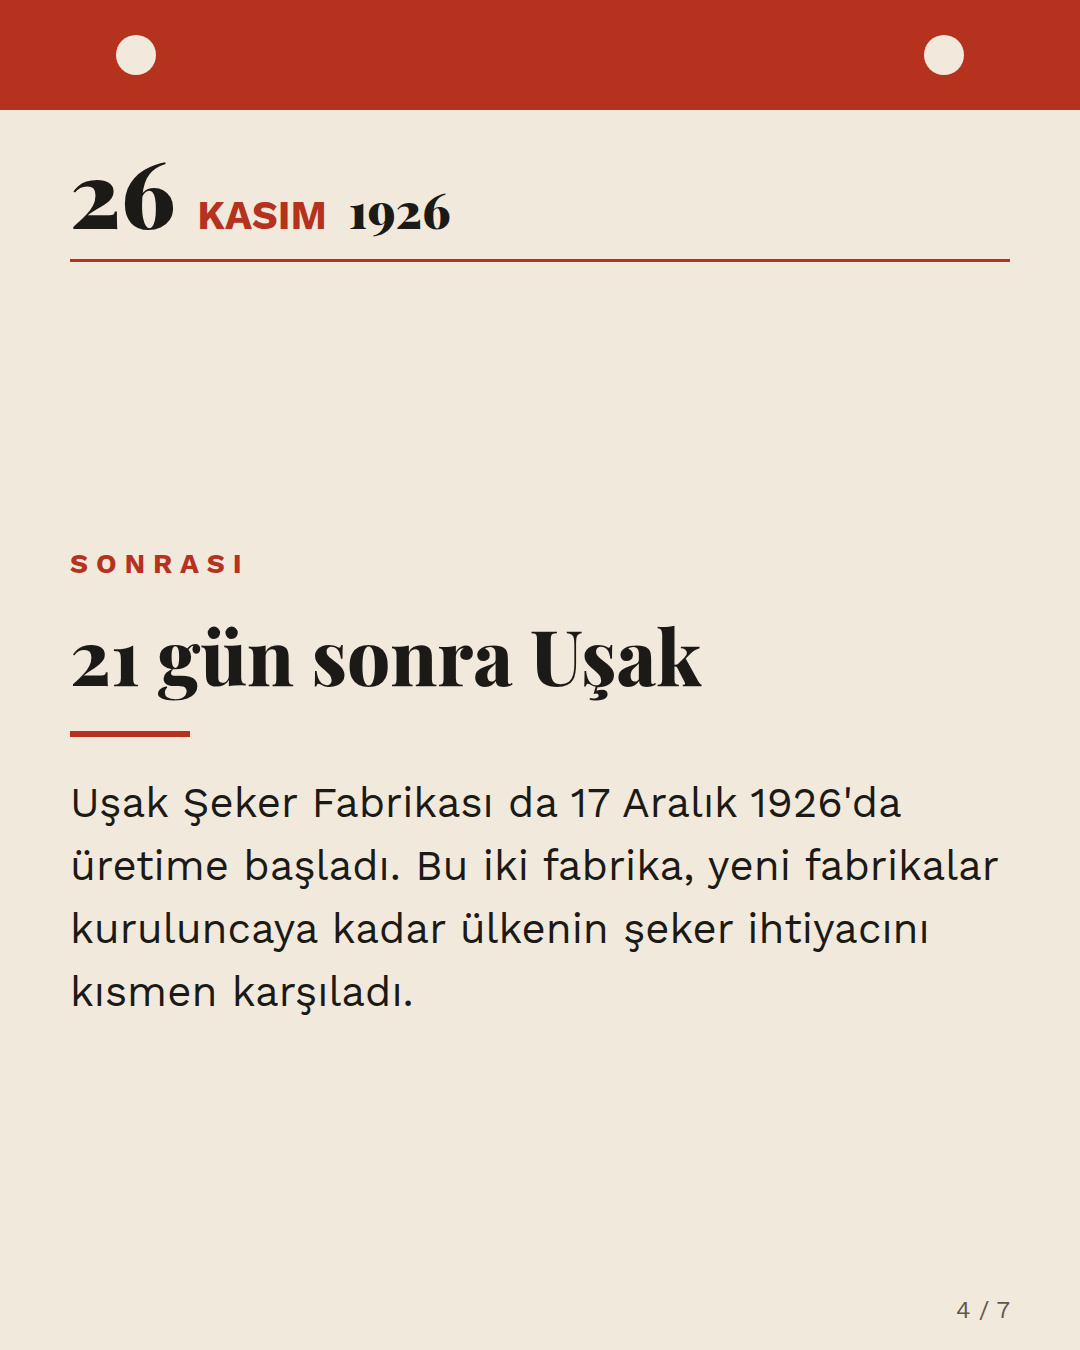 26 KASIM 1926
SONRASI
21 gün sonra Uşak
Uşak Şeker Fabrikası da 17 Aralık 1926'da
üretime başladı. Bu iki fabrika, yeni fabrikalar
kuruluncaya kadar ülkenin şeker ihtiyacını
kısmen karşıladı.
4 / 7